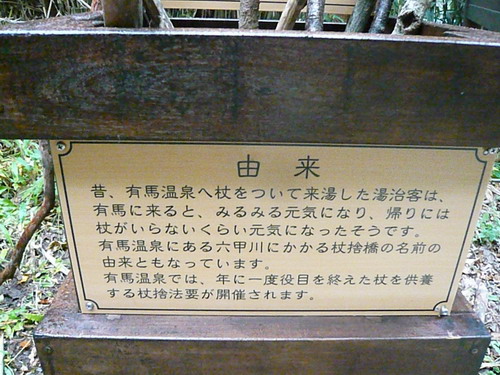 由来
昔、有馬温泉へ杖をついて来湯した湯治客は、
有馬に来ると、みるみる元気になり、帰りには
杖がいらないくらい元気になったそうです。
有馬温泉にある六甲川にかかる杖捨橋の名前の
由来ともなっています。
有馬温泉では、年に一度役目を終えた杖を供養
する杖捨法要が開催されます。